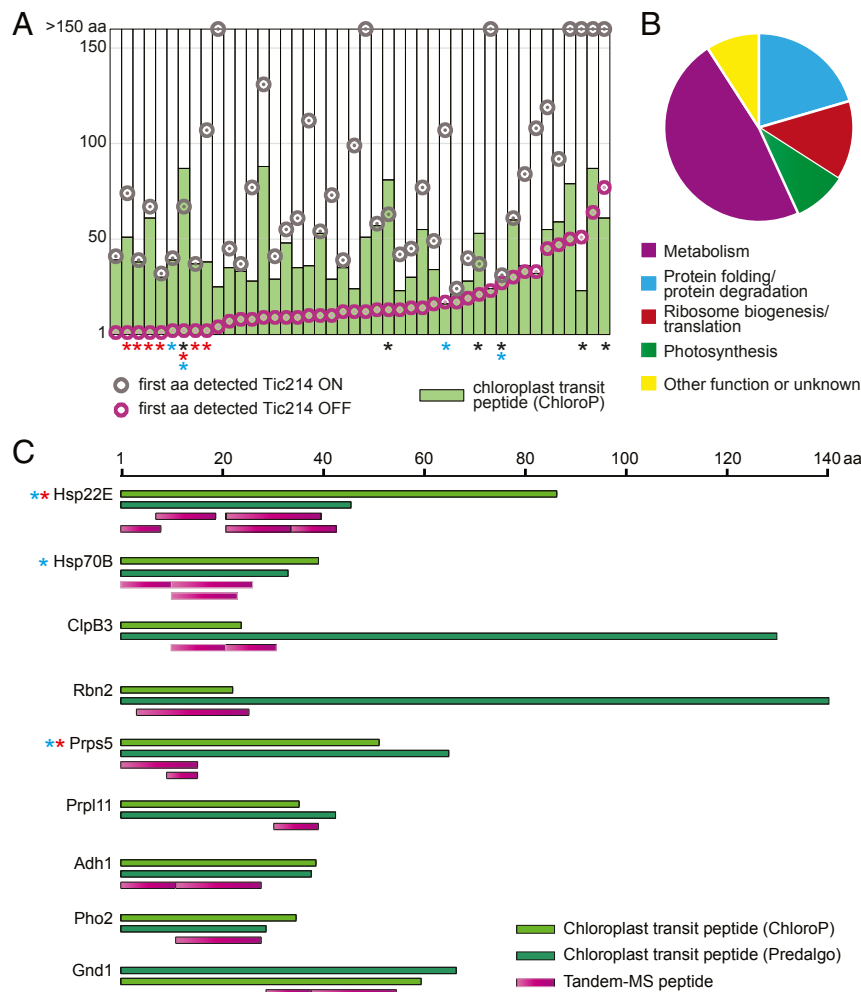 A
B
>150 aa
150
100
50
1
* * * * * * * * * * * * * * *
first aa detected Tic214 ON
first aa detected Tic214 OFF
chloroplast transit
peptide (ChloroP)
Metabolism
Protein folding/
protein degradation
Ribosome biogenesis/
translation
Photosynthesis
Other function or unknown
C
1 20 40 60 80 100 120 140 aa
** Hsp22E
* Hsp70B
ClpB3
Rbn2
** Prps5
Prpl11
Adh1
Pho2
Gnd1
Chloroplast transit peptide (ChloroP)
Chloroplast transit peptide (Predalgo)
Tandem-MS peptide